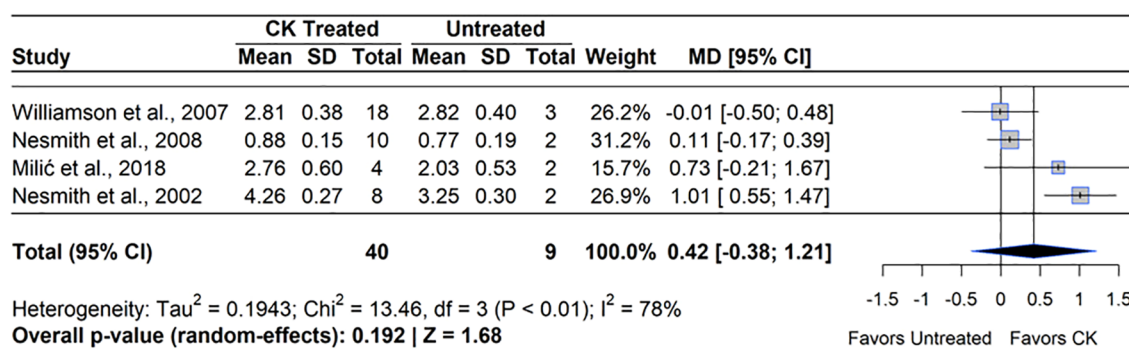 CK Treated Untreated
Study Mean SD Total Mean SD Total Weight MD [95% CI]
Williamson et al., 2007 2.81 0.38 18 2.82 0.40 3 26.2% -0.01 [-0.50; 0.48]
Nesmith et al., 2008 0.88 0.15 10 0.77 0.19 2 31.2% 0.11 [-0.17; 0.39]
Milić et al., 2018 2.76 0.60 4 2.03 0.53 2 15.7% 0.73 [-0.21; 1.67]
Nesmith et al., 2002 4.26 0.27 8 3.25 0.30 2 26.9% 1.01 [ 0.55; 1.47]
Total (95% CI) 40 9 100.0% 0.42 [-0.38; 1.21]
-1.5 -1 -0.5 0 0.5 1 1.5
Heterogeneity: Tau² = 0.1943; Chi² = 13.46, df = 3 (P < 0.01); I² = 78%
Overall p-value (random-effects): 0.192 | Z = 1.68
Favors Untreated Favors CK